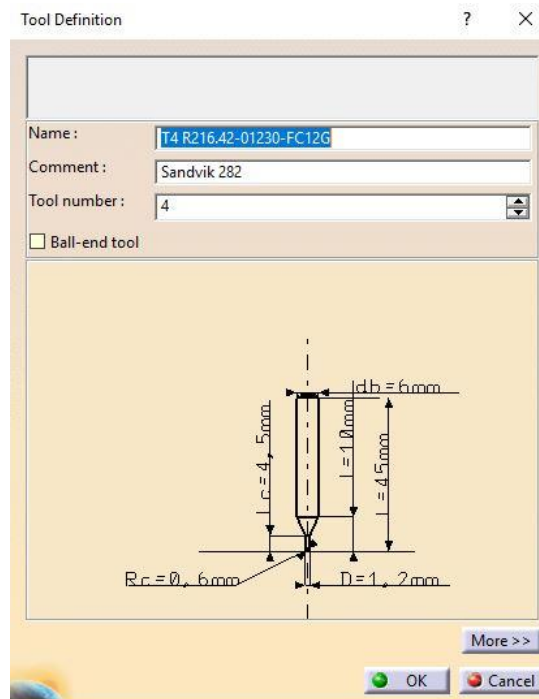 Tool Definition ? ×
Name : T4 R216.42-01230-FC12G
Comment : Sandvik 282
Tool number : 4
Ball-end tool
db=6mm
Lc=4,5mm
l=10mm
L=45mm
Rc=0,6mm
D=1,2mm
More >>
OK Cancel